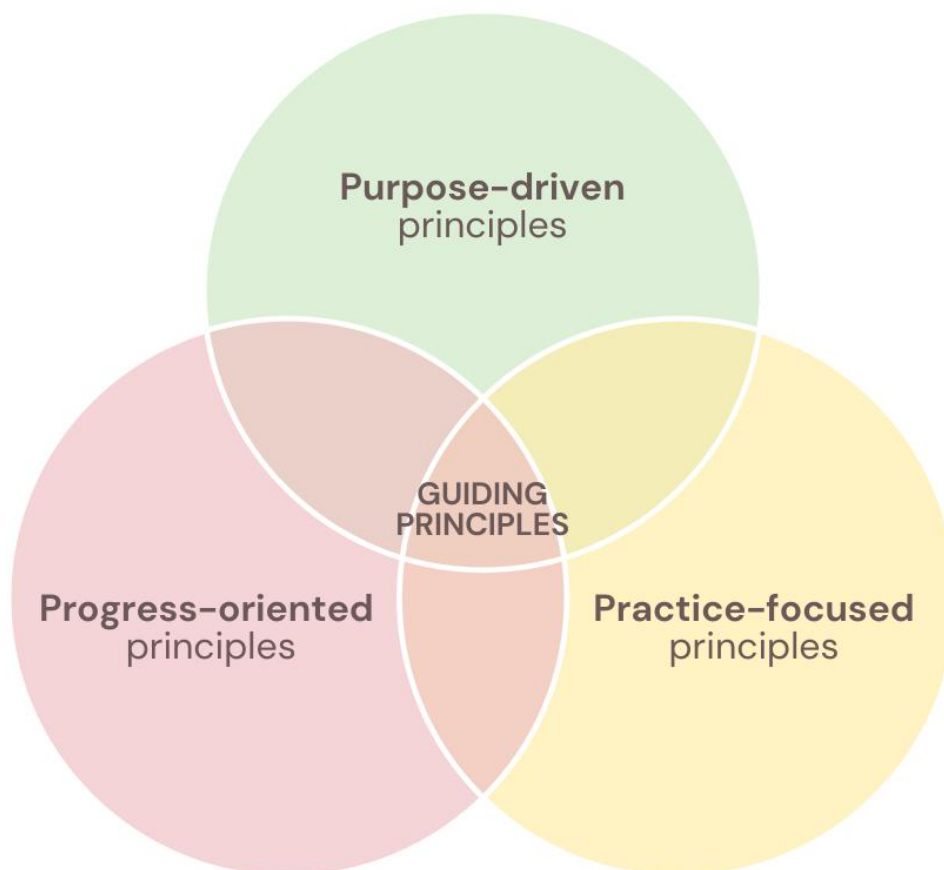 Purpose-driven
principles
GUIDING
PRINCIPLES
Progress-oriented
principles
Practice-focused
principles